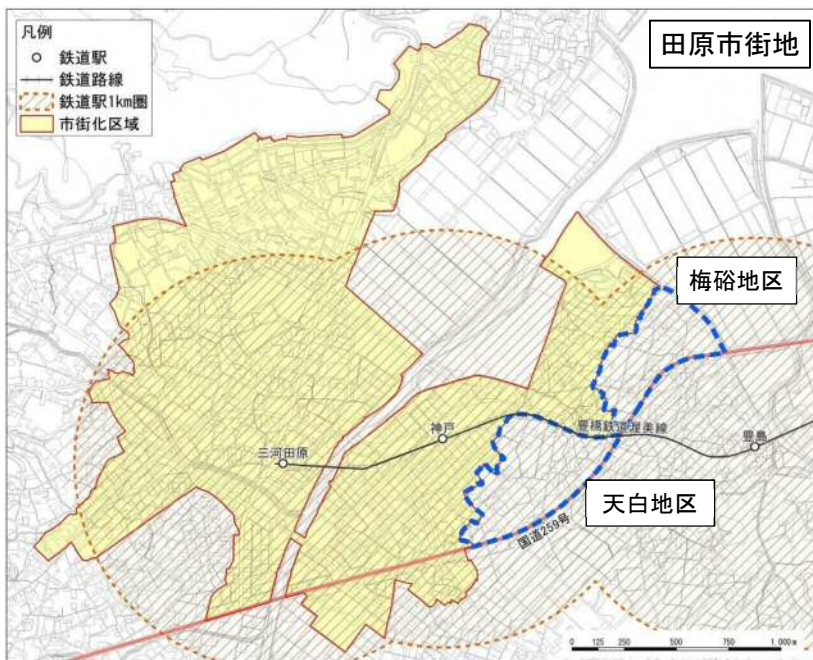 凡例
鉄道駅
鉄道路線
鉄道駅1km圏
市街化区域
田原市街地
梅硲地区
豊橋鉄道渥美線
神戸
豊島
三河田原
天白地区
国道259号
0 125 250 500 750 1,000m